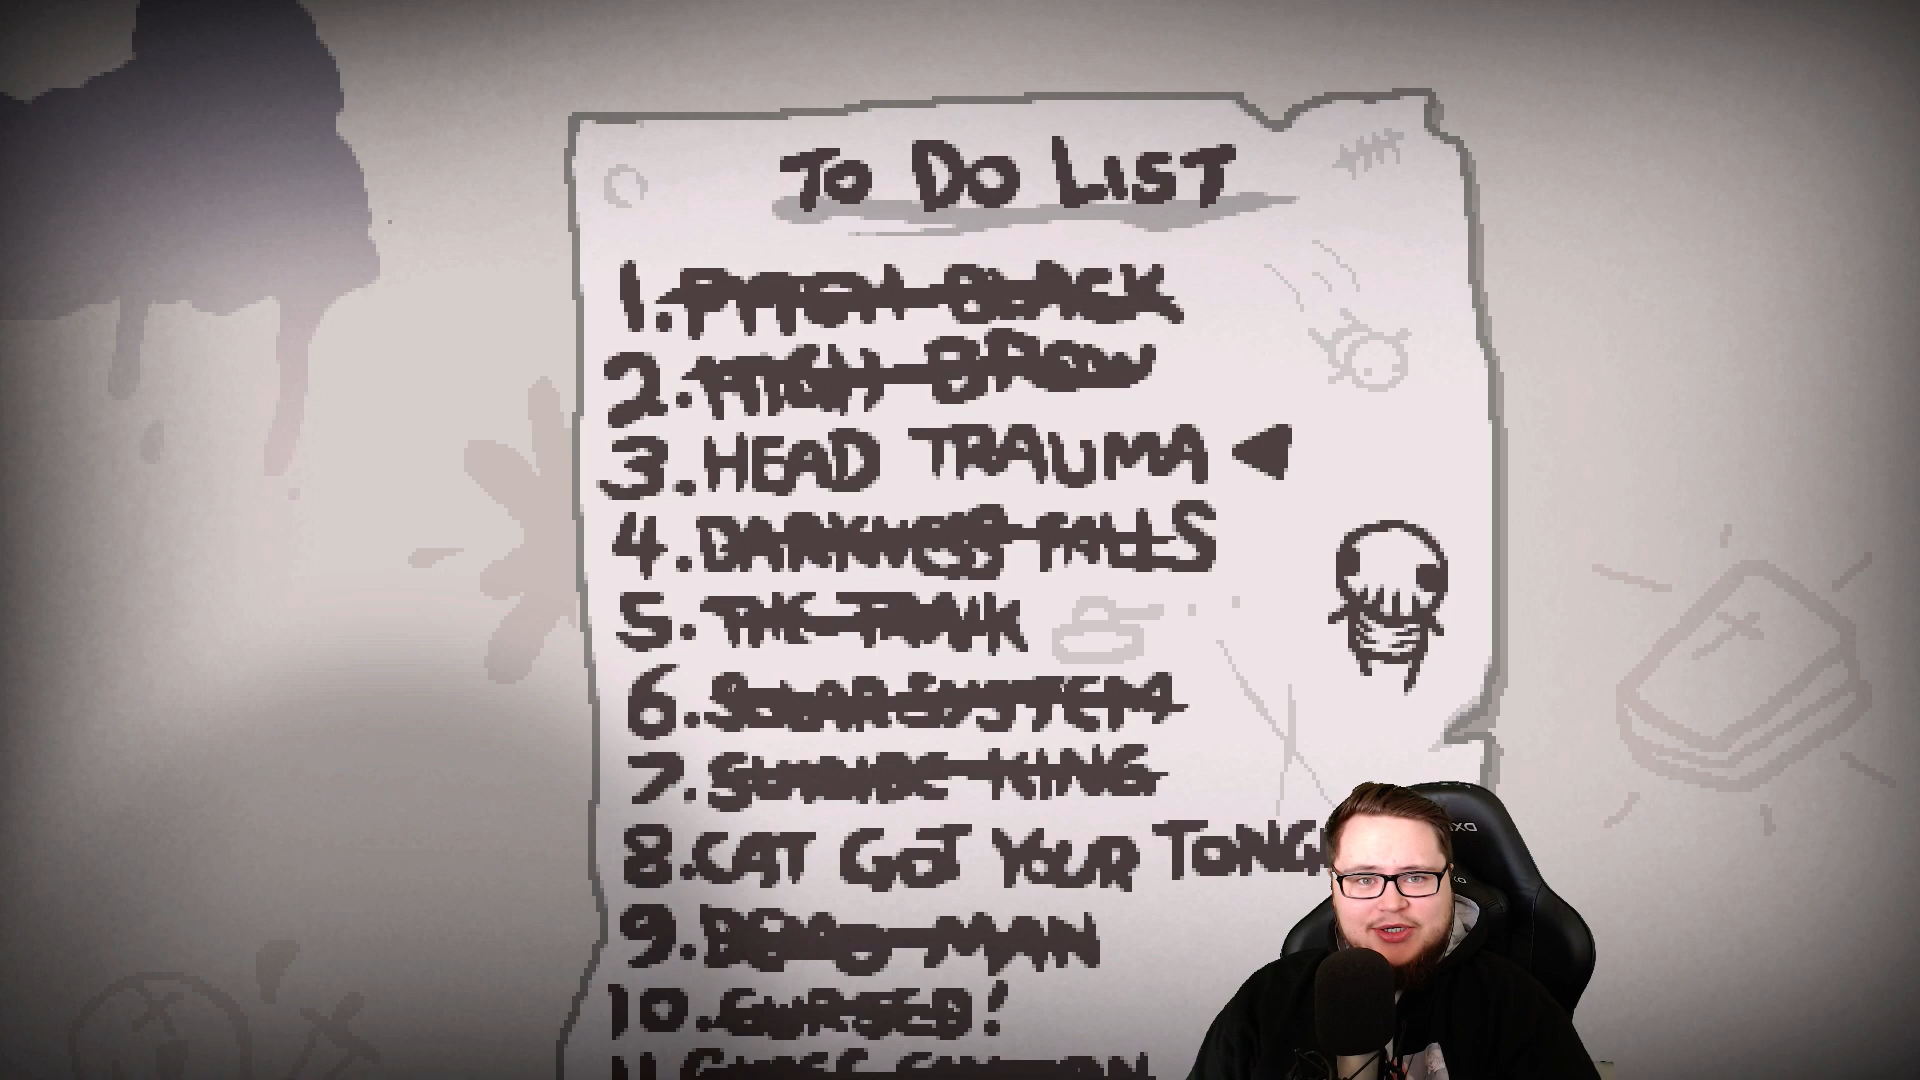 TO DO LIST
1. PITCH BLACK
2. HIGH BROW
3. HEAD TRAUMA
4. DARKNESS FALLS
5. THE TANK
6. SOLAR SYSTEM
7. SUICIDE KING
8. CAT GOT YOUR TONG
9. DEAD MAN
10. CURSED!
11.